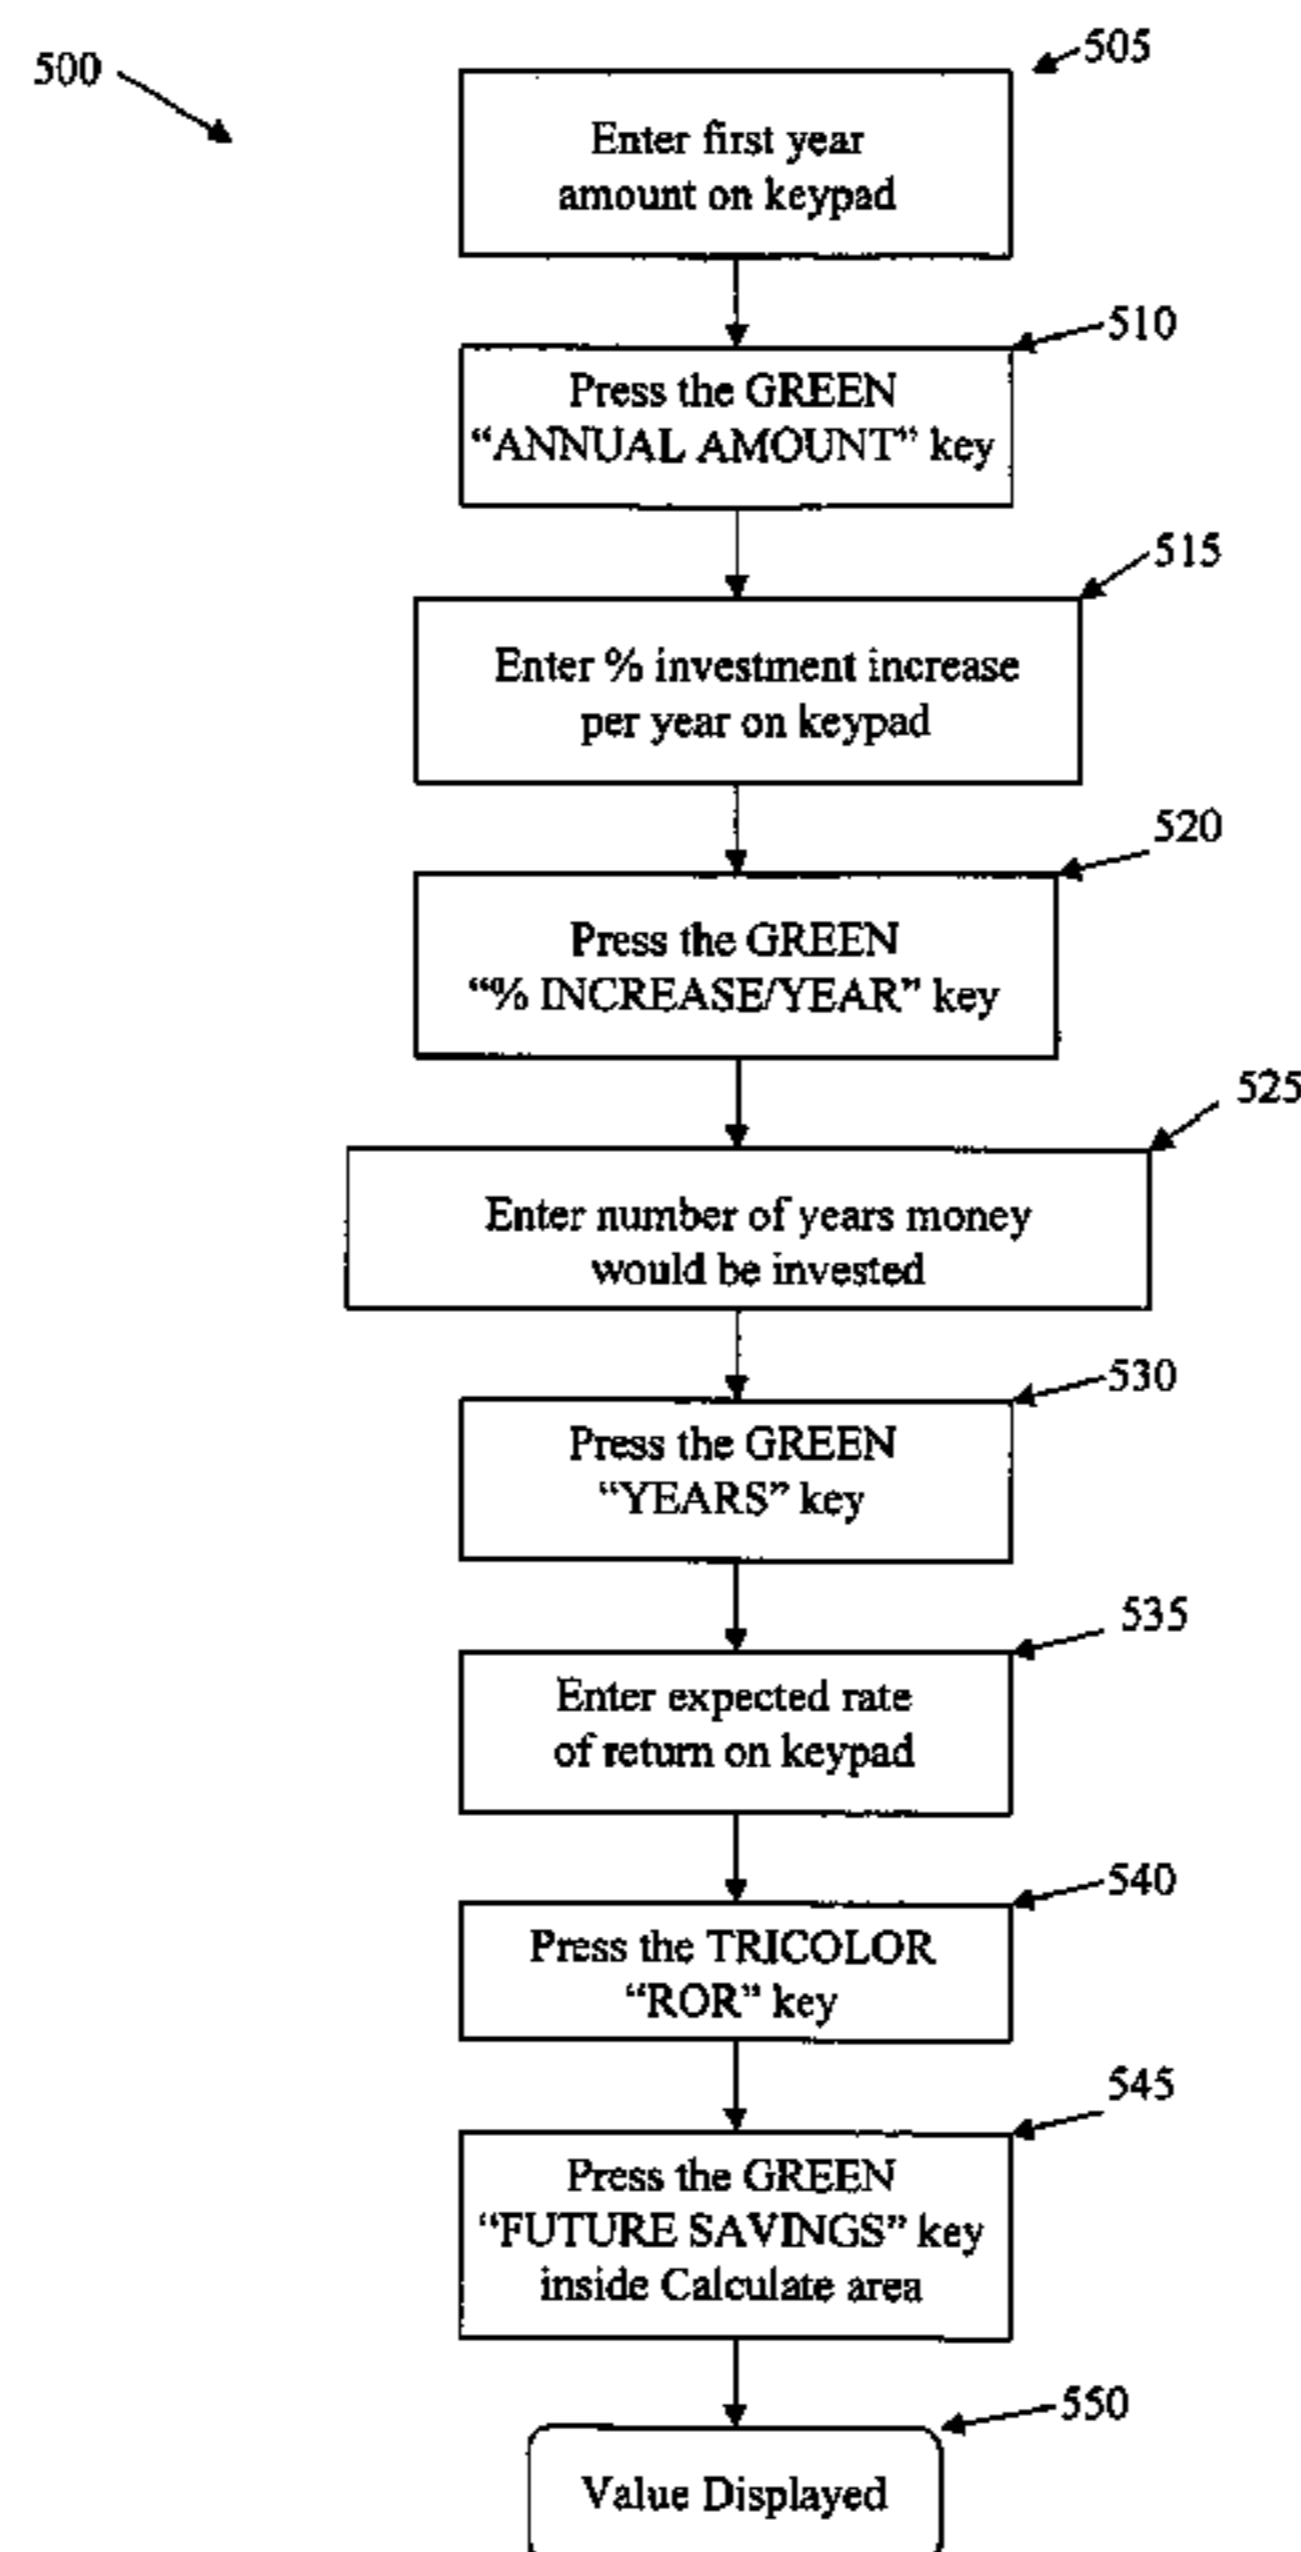 500
505
Enter first year
amount on keypad
510
Press the GREEN
“ANNUAL AMOUNT” key
515
Enter % investment increase
per year on keypad
520
Press the GREEN
“% INCREASE/YEAR” key
525
Enter number of years money
would be invested
530
Press the GREEN
“YEARS” key
535
Enter expected rate
of return on keypad
540
Press the TRICOLOR
“ROR” key
545
Press the GREEN
“FUTURE SAVINGS” key
inside Calculate area
550
Value Displayed